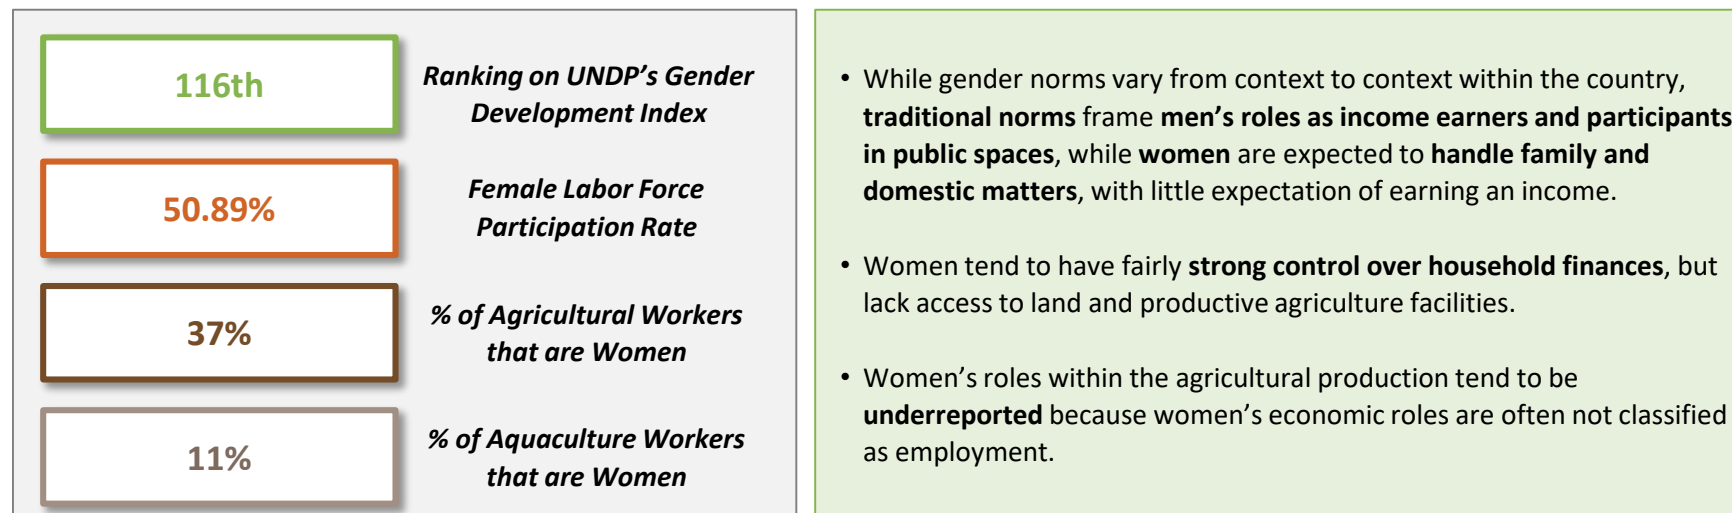 116th
Ranking on UNDP’s Gender
Development Index
50.89%
Female Labor Force
Participation Rate
37%
% of Agricultural Workers
that are Women
11%
% of Aquaculture Workers
that are Women
• While gender norms vary from context to context within the country,
traditional norms frame men’s roles as income earners and participants
in public spaces, while women are expected to handle family and
domestic matters, with little expectation of earning an income.
• Women tend to have fairly strong control over household finances, but
lack access to land and productive agriculture facilities.
• Women’s roles within the agricultural production tend to be
underreported because women’s economic roles are often not classified
as employment.